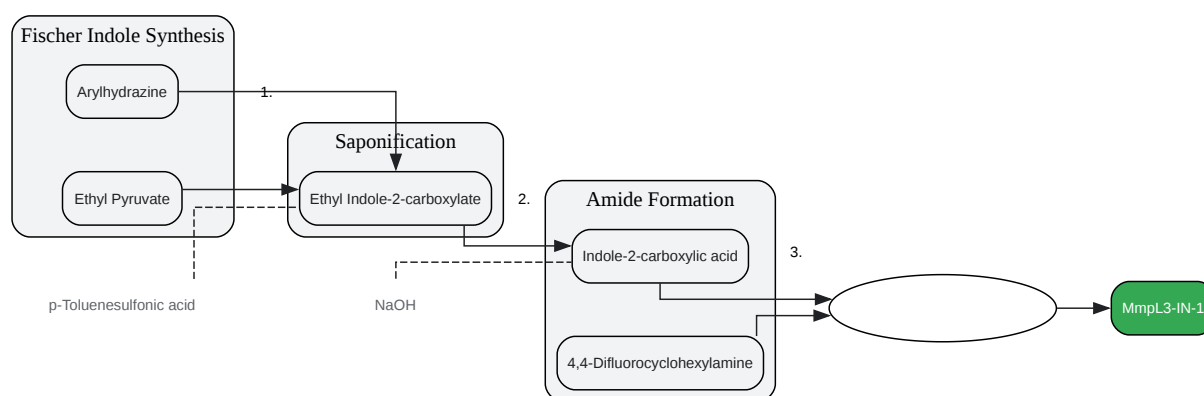 Fischer Indole Synthesis
Arylhydrazine
1.
Saponification
Ethyl Pyruvate
Ethyl Indole-2-carboxylate
2.
Amide Formation
Indole-2-carboxylic acid
3.
p-Toluenesulfonic acid
NaOH
MmpL3-IN-1
4,4-Difluorocyclohexylamine